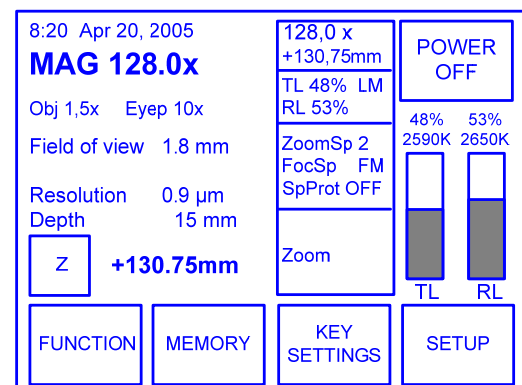 8:20 Apr 20, 2005
MAG 128.0x
Obj 1,5x Eyep 10x
Field of view 1.8 mm
Resolution 0.9 µm
Depth 15 mm
Z +130.75mm
128,0 x
+130,75mm
TL 48% LM
RL 53%
ZoomSp 2
FocSp FM
SpProt OFF
Zoom
POWER
OFF
48% 53%
2590K 2650K
TL RL
FUNCTION
MEMORY
KEY
SETTINGS
SETUP